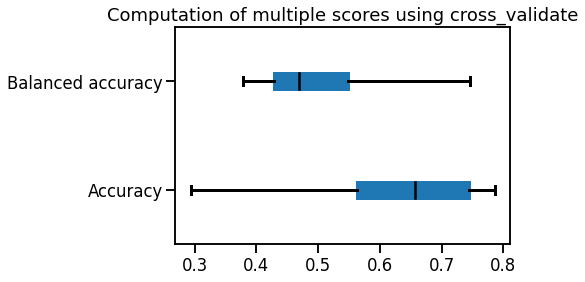 Computation of multiple scores using cross_validate
Balanced accuracy
Accuracy
0.3 0.4 0.5 0.6 0.7 0.8